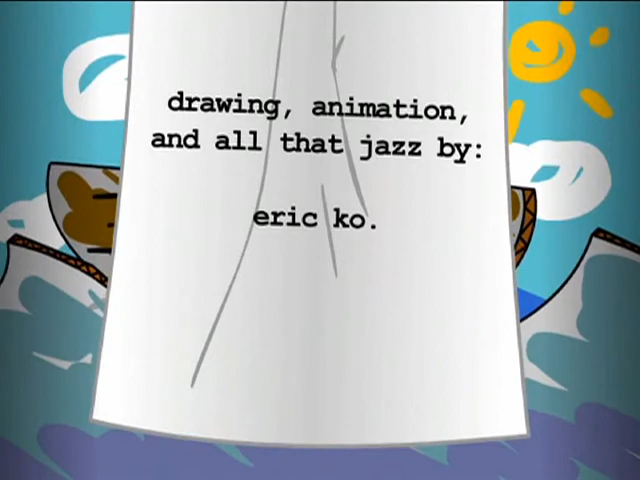 drawing, animation,
and all that jazz by:
eric ko.